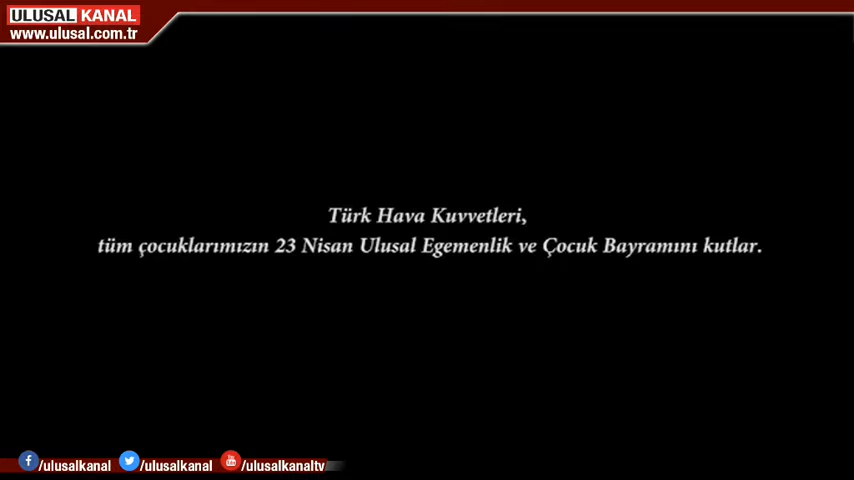 ULUSAL KANAL
www.ulusal.com.tr
Türk Hava Kuvvetleri,
tüm çocuklarımızın 23 Nisan Ulusal Egemenlik ve Çocuk Bayramını kutlar.
/ulusalkanal /ulusalkanal /ulusalkanaltv